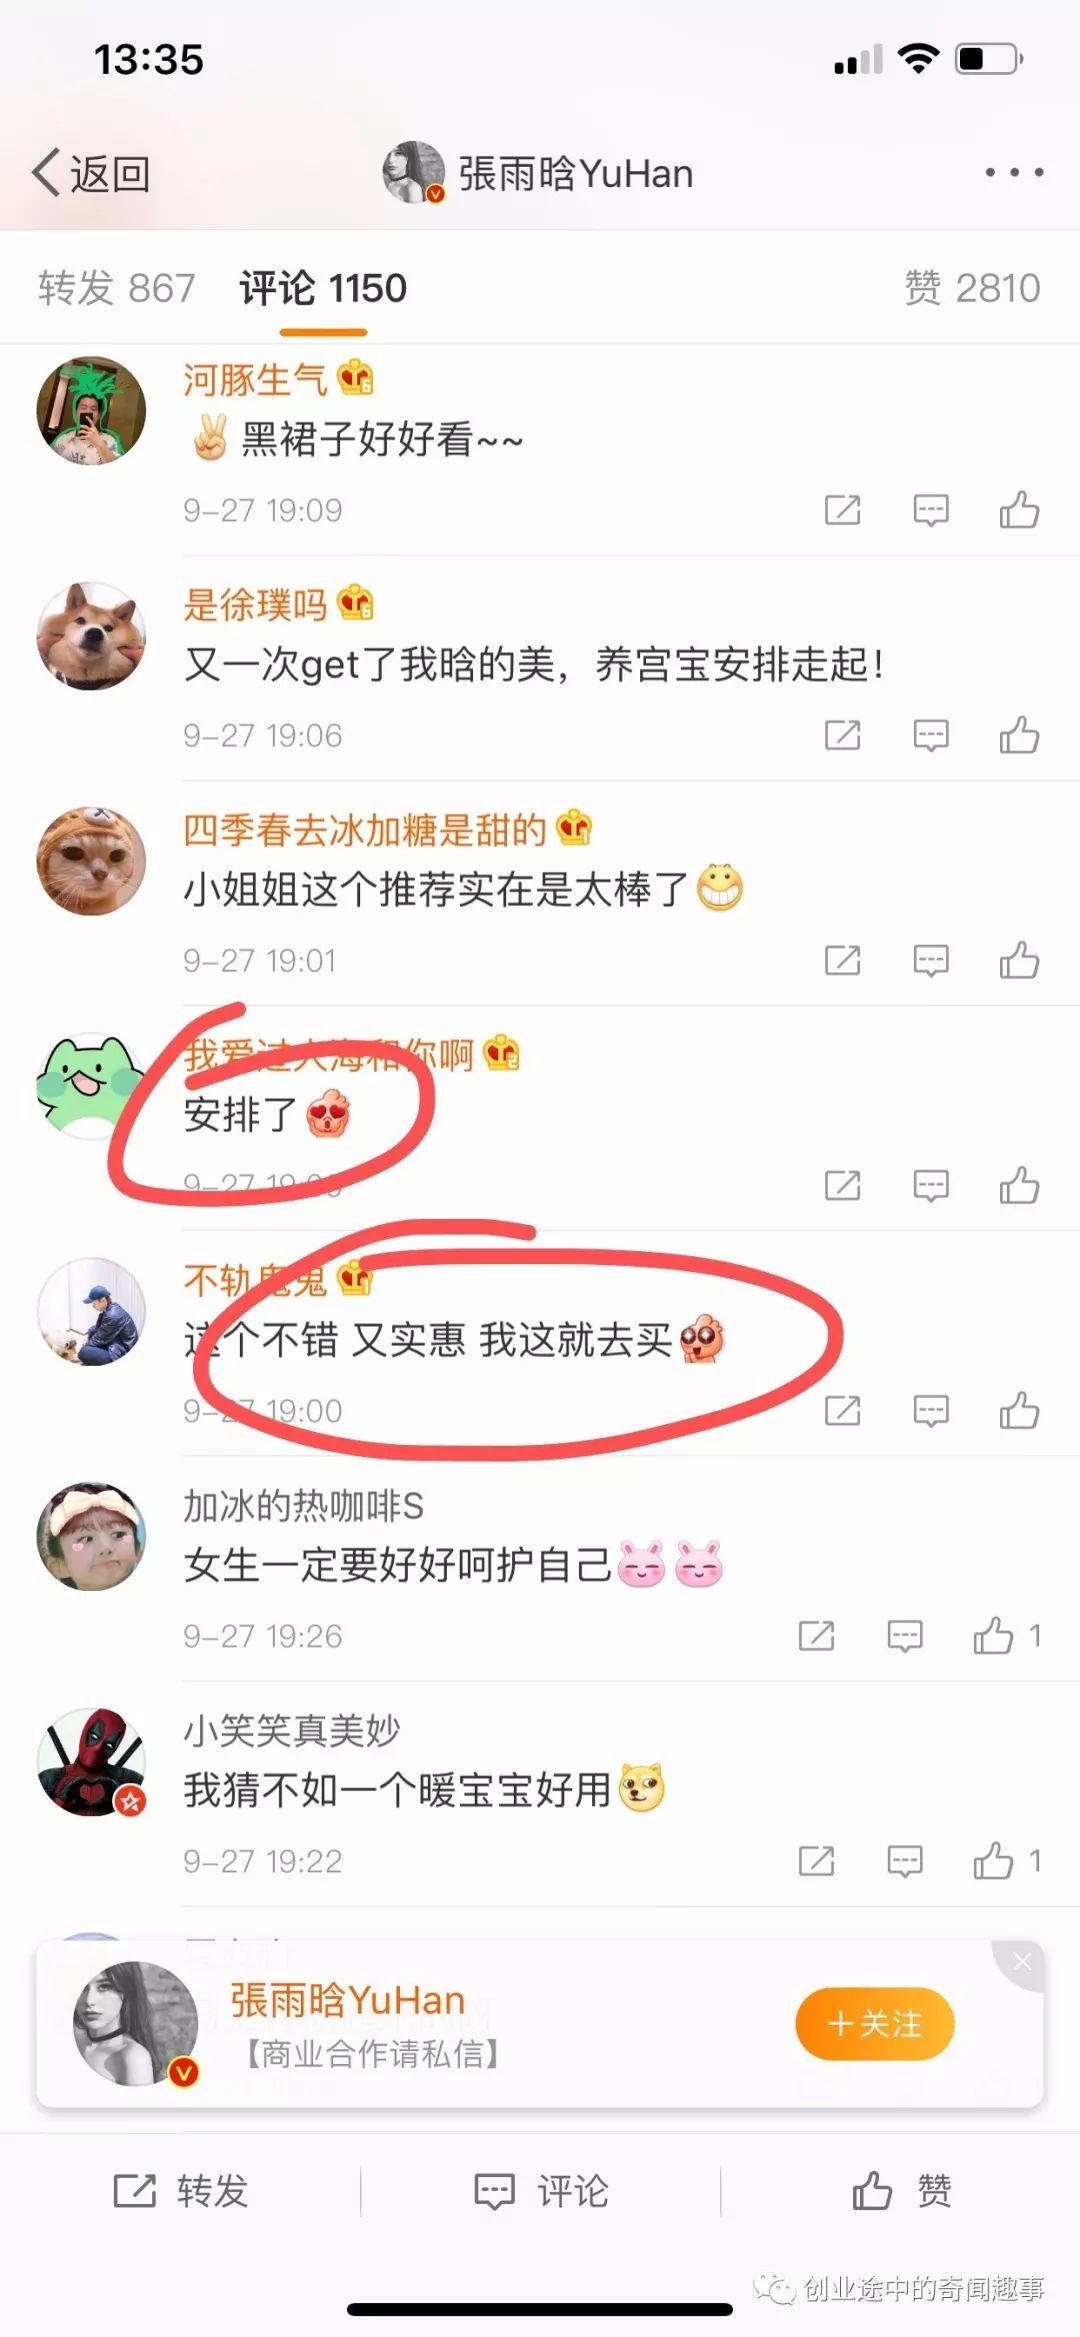 13:35
返回
張雨晗YuHan
转发 867 评论 1150 赞 2810
河豚生气
黑裙子好好看~~
9-27 19:09
是徐璞吗
又一次get了我晗的美，养宫宝安排走起！
9-27 19:06
四季春去冰加糖是甜的
小姐姐这个推荐实在是太棒了
9-27 19:01
我爱过大海和你啊
安排了
9-27 19:00
不轨鬼鬼
这个不错 又实惠 我这就去买
9-27 19:00
加冰的热咖啡S
女生一定要好好呵护自己
9-27 19:26
1
小笑笑真美妙
我猜不如一个暖宝宝好用
9-27 19:22
1
張雨晗YuHan
【商业合作请私信】
+关注
转发 评论 赞
创业途中的奇闻趣事